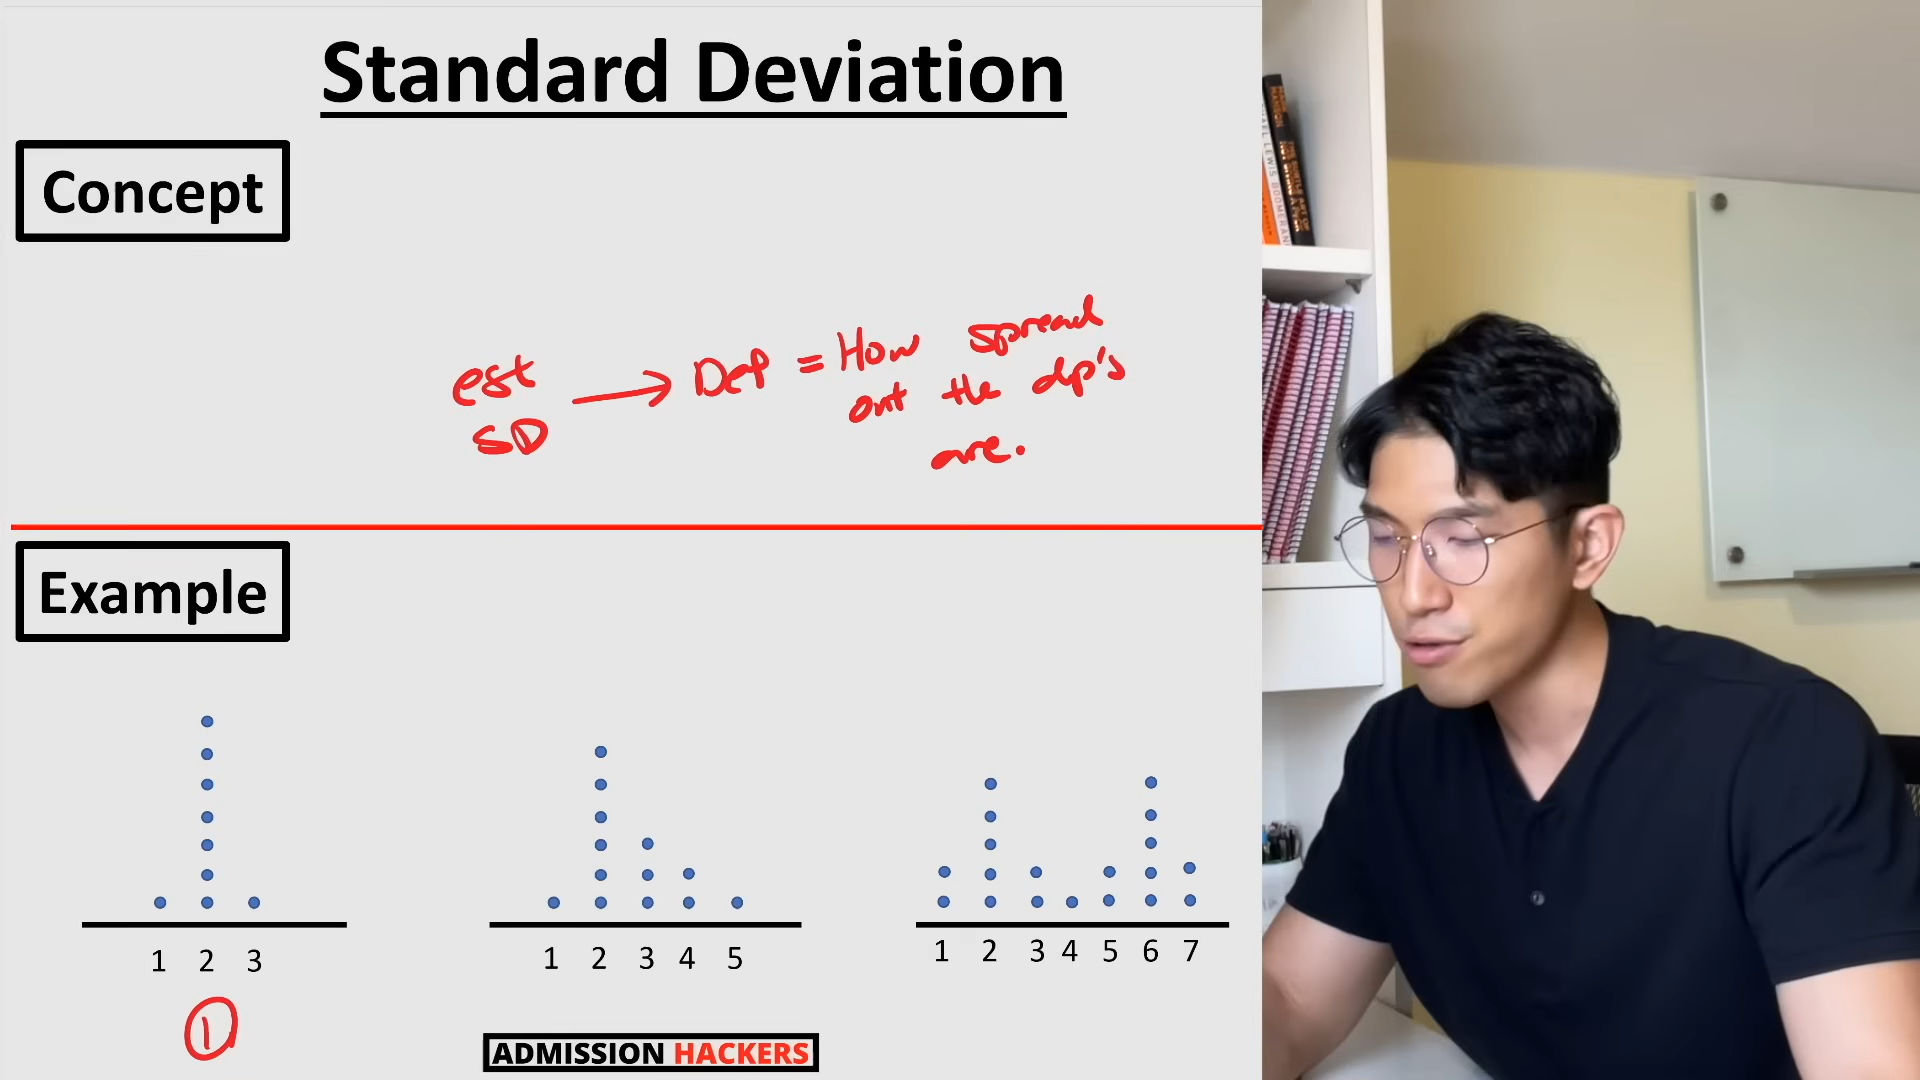 Standard Deviation
Concept
est
SD
Def = How spread
out the dp's
are.
Example
1 2 3
1 2 3 4 5
1 2 3 4 5 6 7
1
ADMISSION HACKERS